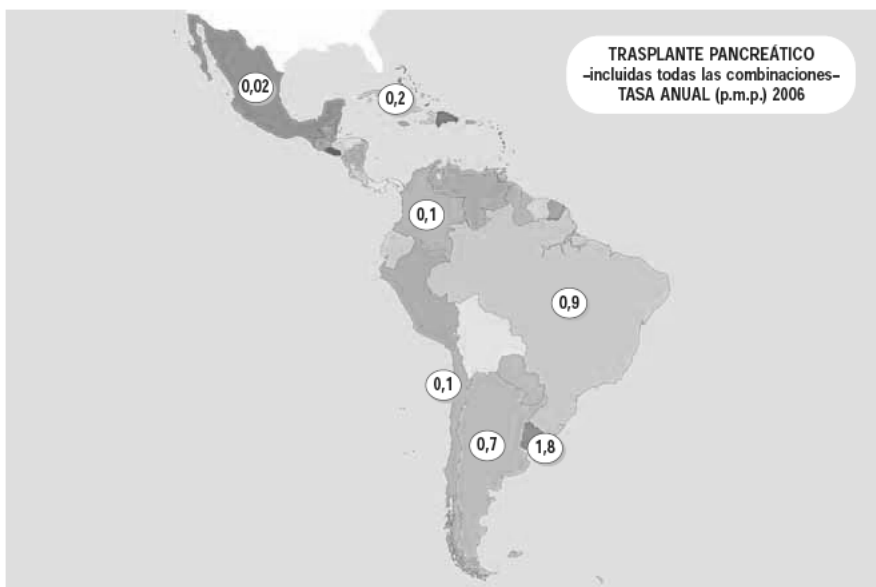 TRASPLANTE PANCREÁTICO
–incluidas todas las combinaciones–
TASA ANUAL (p.m.p.) 2006
0,02
0,2
0,1
0,9
0,1
0,7
1,8